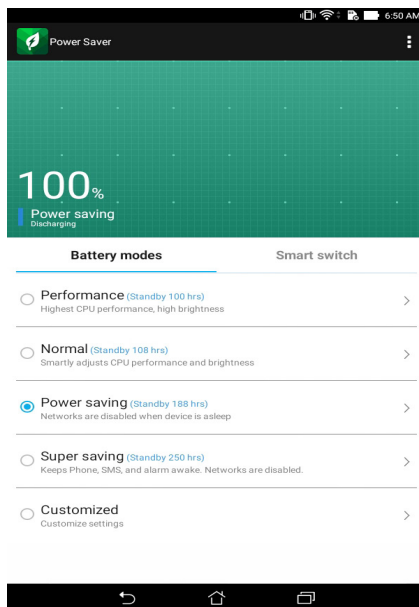 6:50 AM
Power Saver
100%
Power saving
Discharging
Battery modes
Smart switch
Performance (Standby 100 hrs)
Highest CPU performance, high brightness
Normal (Standby 108 hrs)
Smartly adjusts CPU performance and brightness
Power saving (Standby 188 hrs)
Networks are disabled when device is asleep
Super saving (Standby 250 hrs)
Keeps Phone, SMS, and alarm awake. Networks are disabled.
Customized
Customize settings